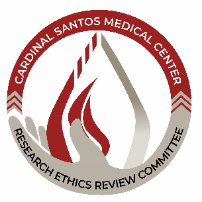 CARDINAL SANTOS MEDICAL CENTER
RESEARCH ETHICS REVIEW COMMITTEE